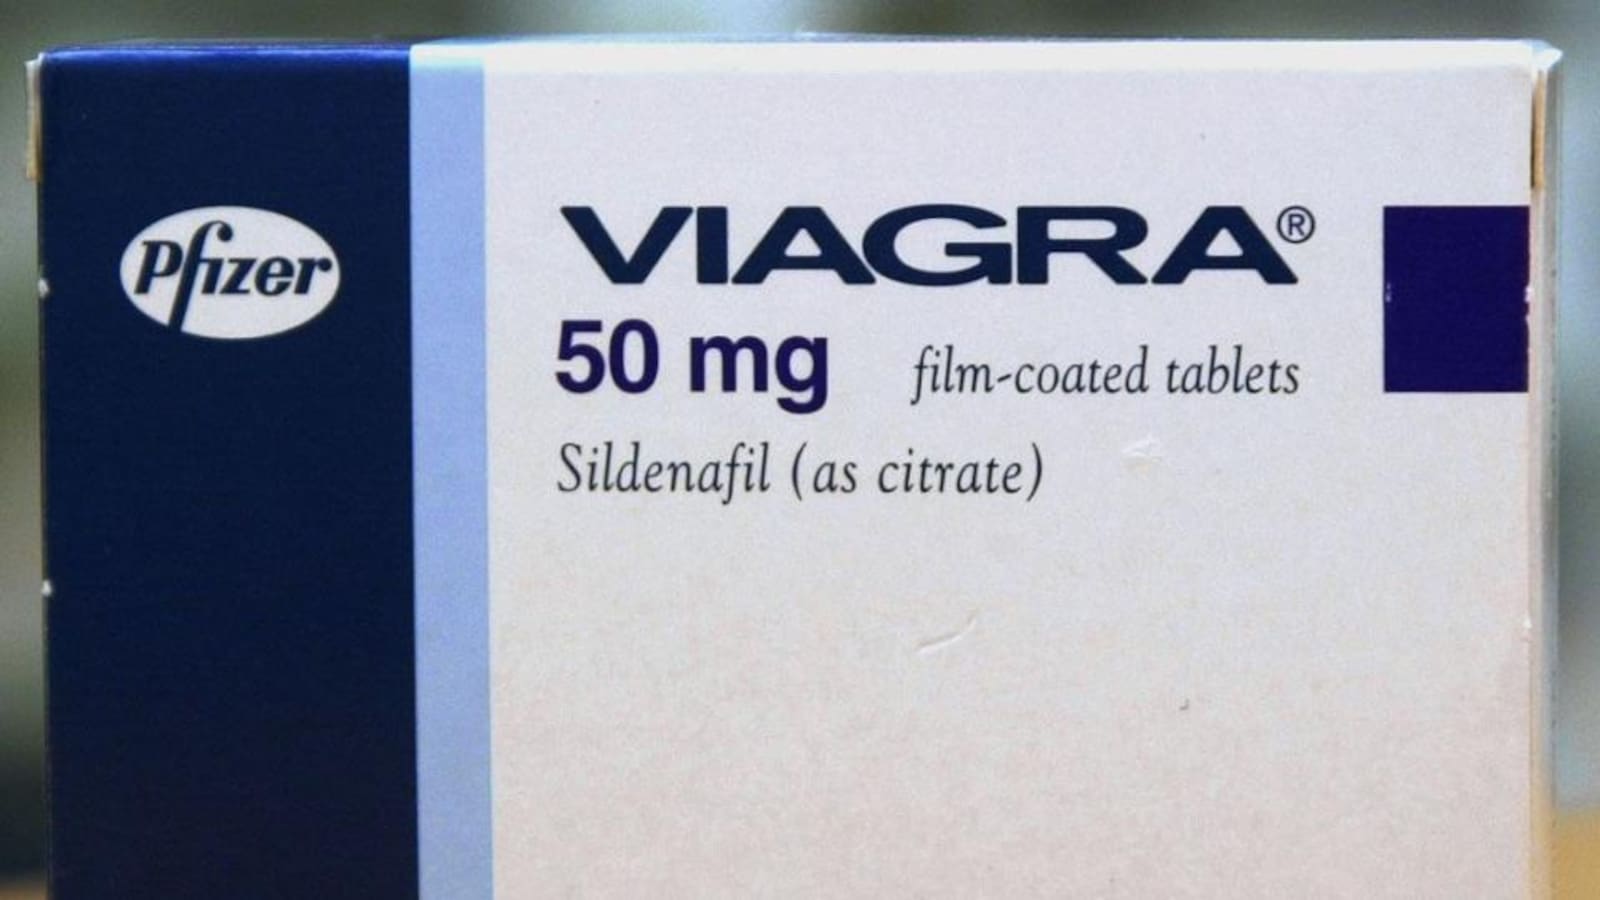 Pfizer
VIAGRA®
50 mg film-coated tablets
Sildenafil (as citrate)